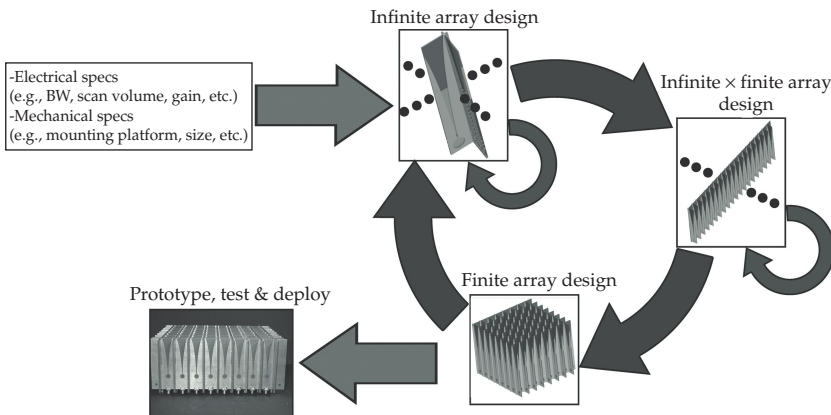 Infinite array design
-Electrical specs
(e.g., BW, scan volume, gain, etc.)
-Mechanical specs
(e.g., mounting platform, size, etc.)
Infinite × finite array
design
Finite array design
Prototype, test & deploy